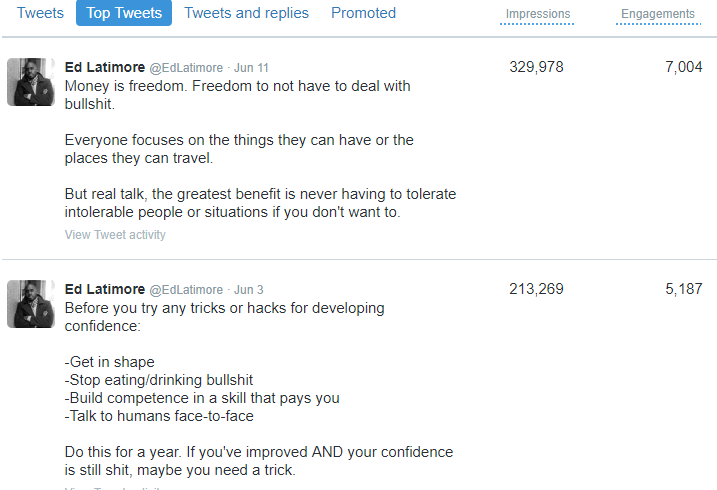 Tweets Top Tweets Tweets and replies Promoted Impressions Engagements
Ed Latimore @EdLatimore · Jun 11 329,978 7,004
Money is freedom. Freedom to not have to deal with
bullshit.
Everyone focuses on the things they can have or the
places they can travel.
But real talk, the greatest benefit is never having to tolerate
intolerable people or situations if you don't want to.
View Tweet activity
Ed Latimore @EdLatimore · Jun 3 213,269 5,187
Before you try any tricks or hacks for developing
confidence:
-Get in shape
-Stop eating/drinking bullshit
-Build competence in a skill that pays you
-Talk to humans face-to-face
Do this for a year. If you've improved AND your confidence
is still shit, maybe you need a trick.